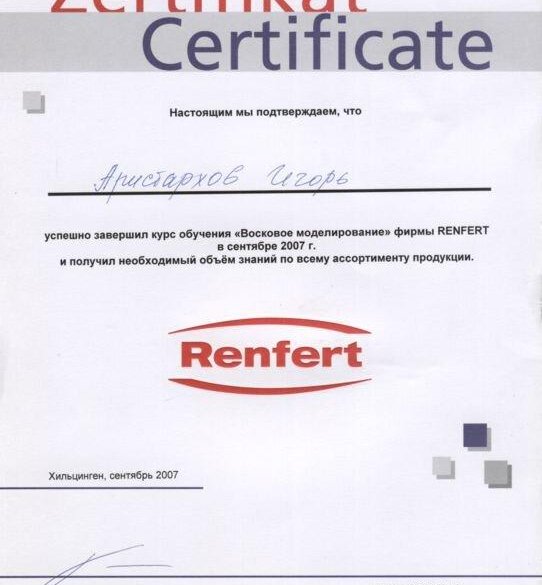 Zertifikat
Certificate
Настоящим мы подтверждаем, что
Аристархов Игорь
успешно завершил курс обучения «Восковое моделирование» фирмы RENFERT
в сентябре 2007 г.
и получил необходимый объём знаний по всему ассортименту продукции.
Renfert
Хильцинген, сентябрь 2007